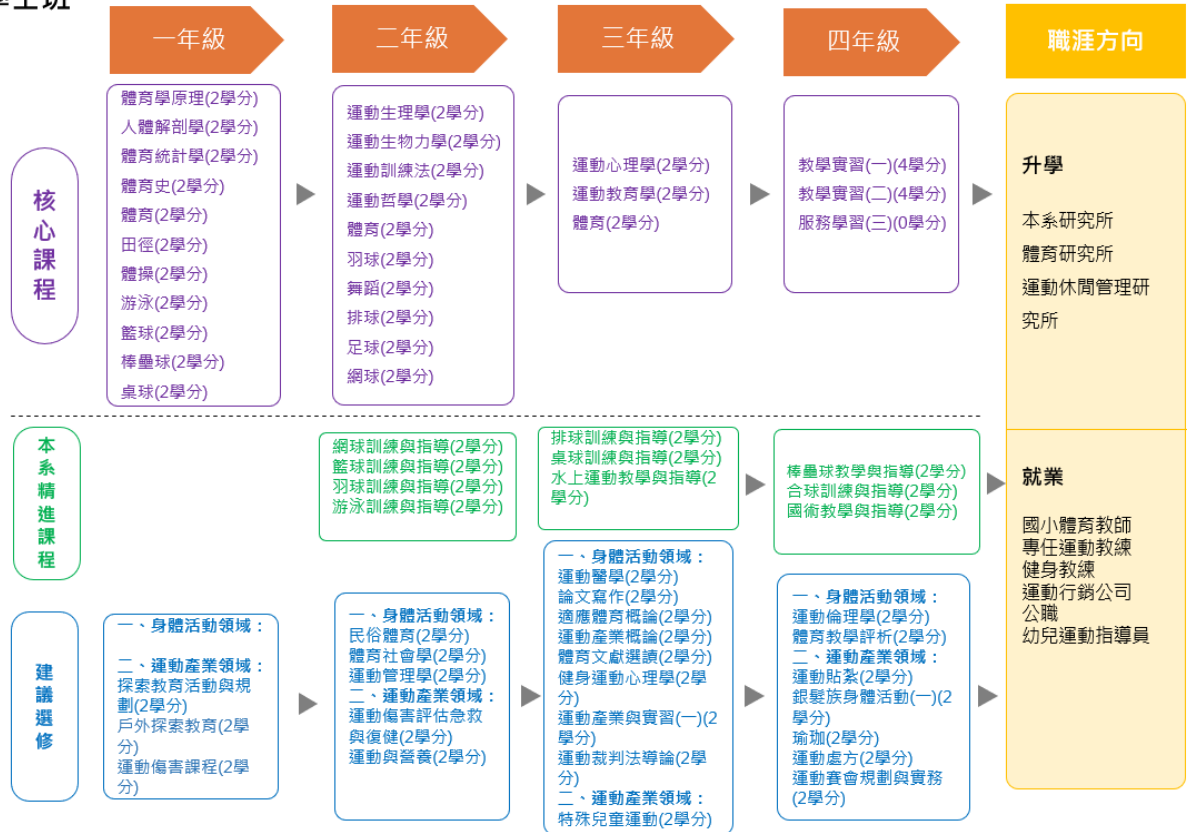 學士班
一年級
二年級
三年級
四年級
職涯方向
核心課程
體育學原理(2學分)
人體解剖學(2學分)
體育統計學(2學分)
體育史(2學分)
體育(2學分)
田徑(2學分)
體操(2學分)
游泳(2學分)
籃球(2學分)
棒壘球(2學分)
桌球(2學分)
運動生理學(2學分)
運動生物力學(2學分)
運動訓練法(2學分)
運動哲學(2學分)
體育(2學分)
羽球(2學分)
舞蹈(2學分)
排球(2學分)
足球(2學分)
網球(2學分)
運動心理學(2學分)
運動教育學(2學分)
體育(2學分)
教學實習(一)(4學分)
教學實習(二)(4學分)
服務學習(三)(0學分)
升學
本系研究所
體育研究所
運動休閒管理研
究所
本系精進課程
網球訓練與指導(2學分)
籃球訓練與指導(2學分)
羽球訓練與指導(2學分)
游泳訓練與指導(2學分)
排球訓練與指導(2學分)
桌球訓練與指導(2學分)
水上運動教學與指導(2
學分)
棒壘球教學與指導(2學分)
合球訓練與指導(2學分)
國術教學與指導(2學分)
就業
國小體育教師
專任運動教練
健身教練
運動行銷公司
公職
幼兒運動指導員
建議選修
一、身體活動領域：
二、運動產業領域：
探索教育活動與規
劃(2學分)
戶外探索教育(2學
分)
運動傷害課程(2學
分)
一、身體活動領域：
民俗體育(2學分)
體育社會學(2學分)
運動管理學(2學分)
二、運動產業領域：
運動傷害評估急救
與復健(2學分)
運動與營養(2學分)
一、身體活動領域：
運動醫學(2學分)
論文寫作(2學分)
適應體育概論(2學分)
運動產業概論(2學分)
體育文獻選讀(2學分)
健身運動心理學(2學
分)
運動產業與實習(一)(2
學分)
運動裁判法導論(2學
分)
二、運動產業領域：
特殊兒童運動(2學分)
一、身體活動領域：
運動倫理學(2學分)
體育教學評析(2學分)
二、運動產業領域：
運動貼紮(2學分)
銀髮族身體活動(一)(2
學分)
瑜珈(2學分)
運動處方(2學分)
運動賽會規劃與實務
(2學分)